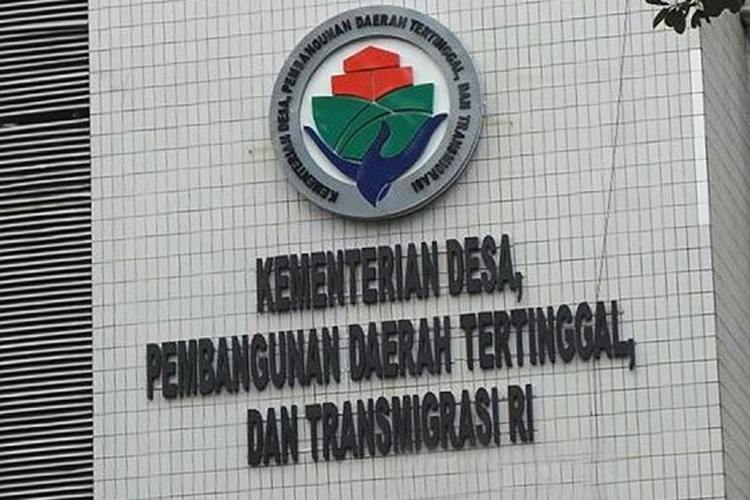 KEMENTERIAN DESA, PEMBANGUNAN DAERAH TERTINGGAL, DAN TRANSMIGRASI
KEMENTERIAN DESA,
PEMBANGUNAN DAERAH TERTINGGAL,
DAN TRANSMIGRASI RI